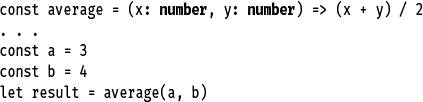 const average = (x: number, y: number) => (x + y) / 2
. . .
const a = 3
const b = 4
let result = average(a, b)